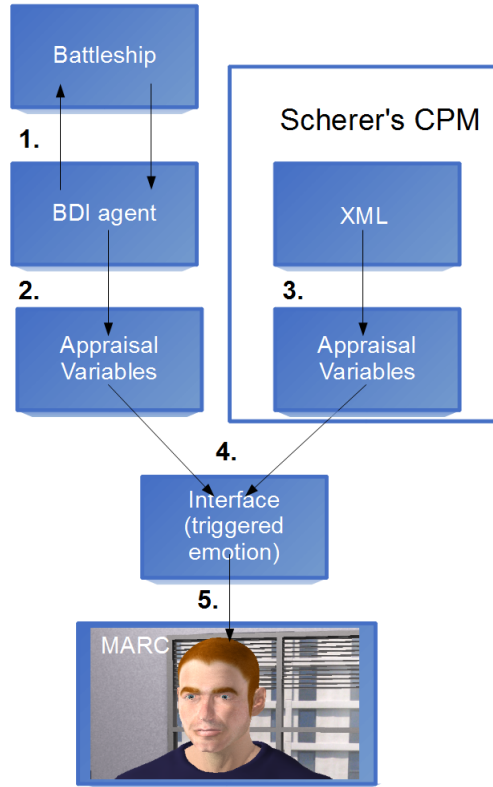 Battleship
1.
Scherer's CPM
BDI agent
XML
2.
3.
Appraisal
Variables
Appraisal
Variables
4.
Interface
(triggered
emotion)
5.
MARC